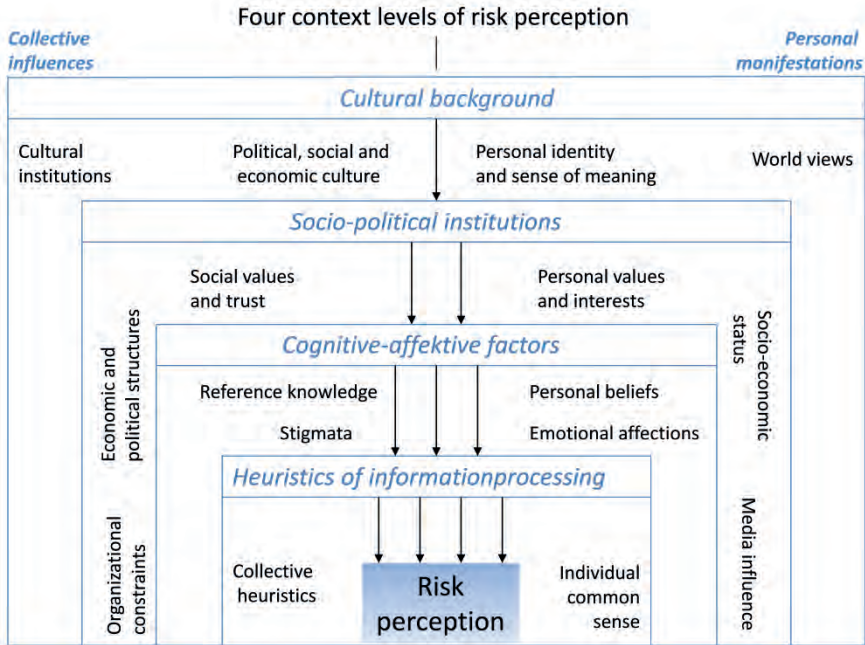 Four context levels of risk perception
Collective
influences
Personal
manifestations
Cultural background
Cultural
institutions
Political, social and
economic culture
Personal identity
and sense of meaning
World views
Socio-political institutions
Social values
and trust
Personal values
and interests
Economic and
political structures
Socio-economic
status
Cognitive-affektive factors
Reference knowledge
Personal beliefs
Stigmata
Emotional affections
Heuristics of informationprocessing
Organizational
constraints
Media influence
Collective
heuristics
Risk
perception
Individual
common
sense